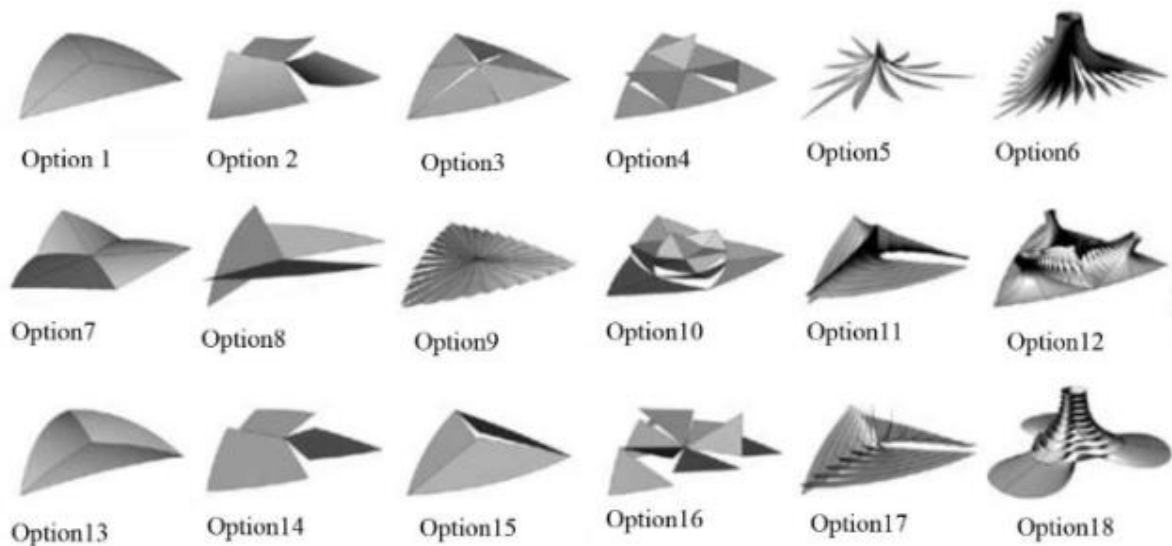 Option 1
Option 2
Option3
Option4
Option5
Option6
Option7
Option8
Option9
Option10
Option11
Option12
Option13
Option14
Option15
Option16
Option17
Option18